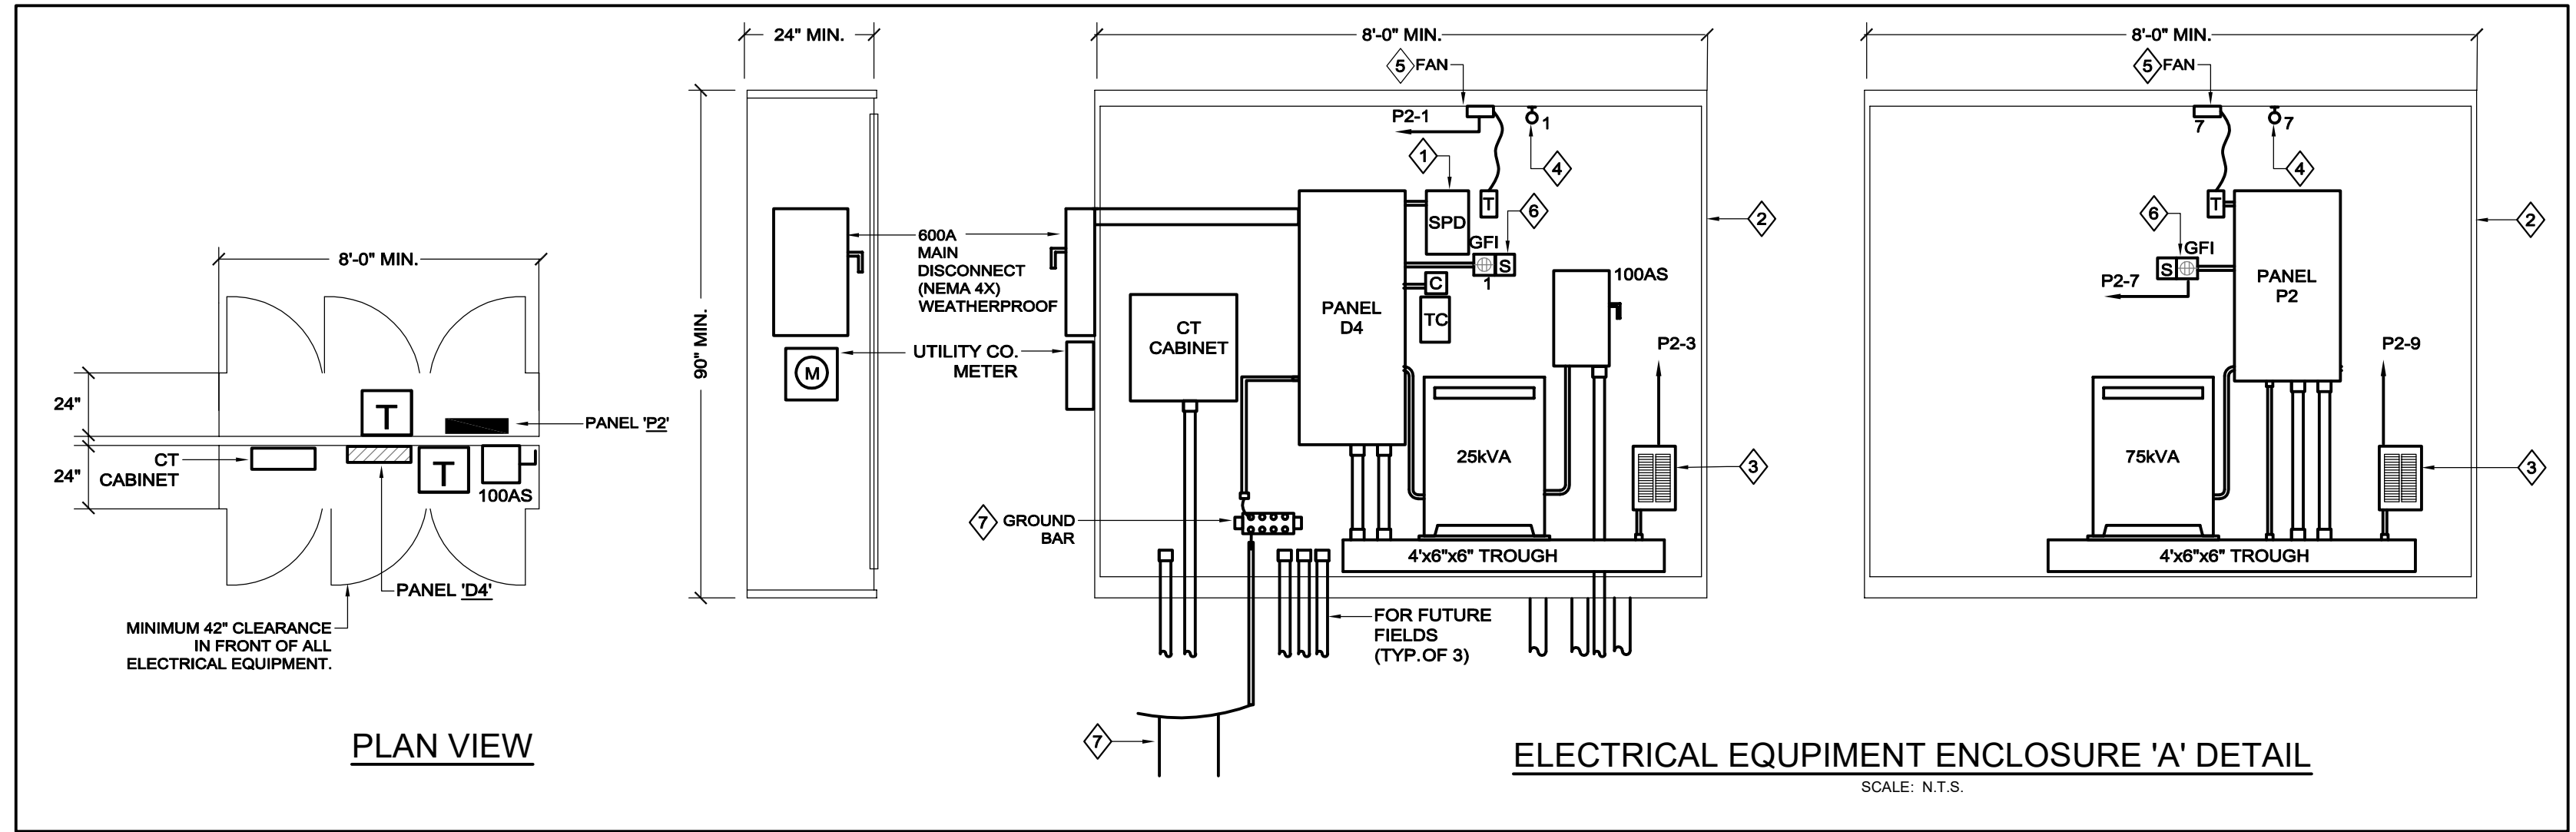 8'-0" MIN.
24"
24"
T
PANEL 'P2'
CT
CABINET
T
100AS
PANEL 'D4'
MINIMUM 42" CLEARANCE
IN FRONT OF ALL
ELECTRICAL EQUIPMENT.
PLAN VIEW
24" MIN.
90" MIN.
M
600A
MAIN
DISCONNECT
(NEMA 4X)
WEATHERPROOF
UTILITY CO.
METER
8'-0" MIN.
5 FAN
P2-1
1
4
1
SPD
T
6
2
GFI
S
1
C
TC
CT
CABINET
PANEL
D4
100AS
P2-3
25kVA
3
7 GROUND
BAR
4'x6"x6" TROUGH
FOR FUTURE
FIELDS
(TYP.OF 3)
7
8'-0" MIN.
5 FAN
7
7
4
T
6
2
GFI
S
P2-7
PANEL
P2
P2-9
75kVA
3
4'x6"x6" TROUGH
ELECTRICAL EQUPIMENT ENCLOSURE 'A' DETAIL
SCALE: N.T.S.